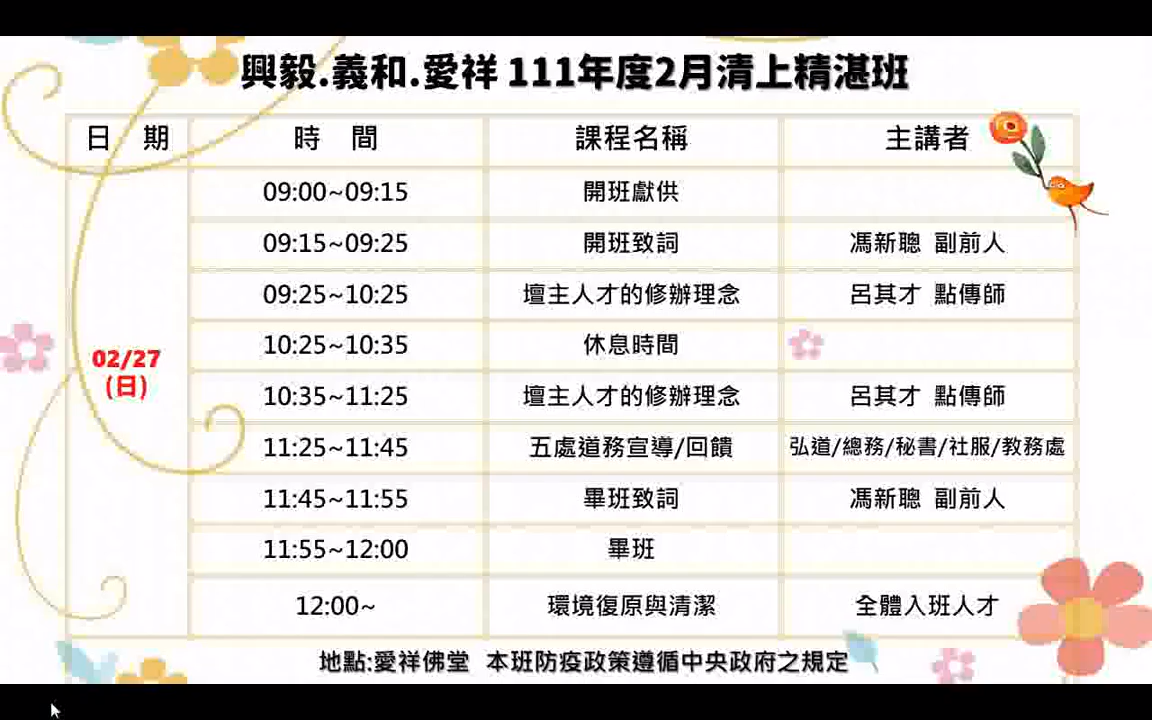 興毅.義和.愛祥 111年度2月清上精湛班
日 期 時 間 課程名稱 主講者
09:00~09:15 開班獻供
09:15~09:25 開班致詞 馮新聰 副前人
09:25~10:25 壇主人才的修辦理念 呂其才 點傳師
10:25~10:35 休息時間
02/27
(日)
10:35~11:25 壇主人才的修辦理念 呂其才 點傳師
11:25~11:45 五處道務宣導/回饋 弘道/總務/秘書/社服/教務處
11:45~11:55 畢班致詞 馮新聰 副前人
11:55~12:00 畢班
12:00~ 環境復原與清潔 全體入班人才
地點:愛祥佛堂 本班防疫政策遵循中央政府之規定